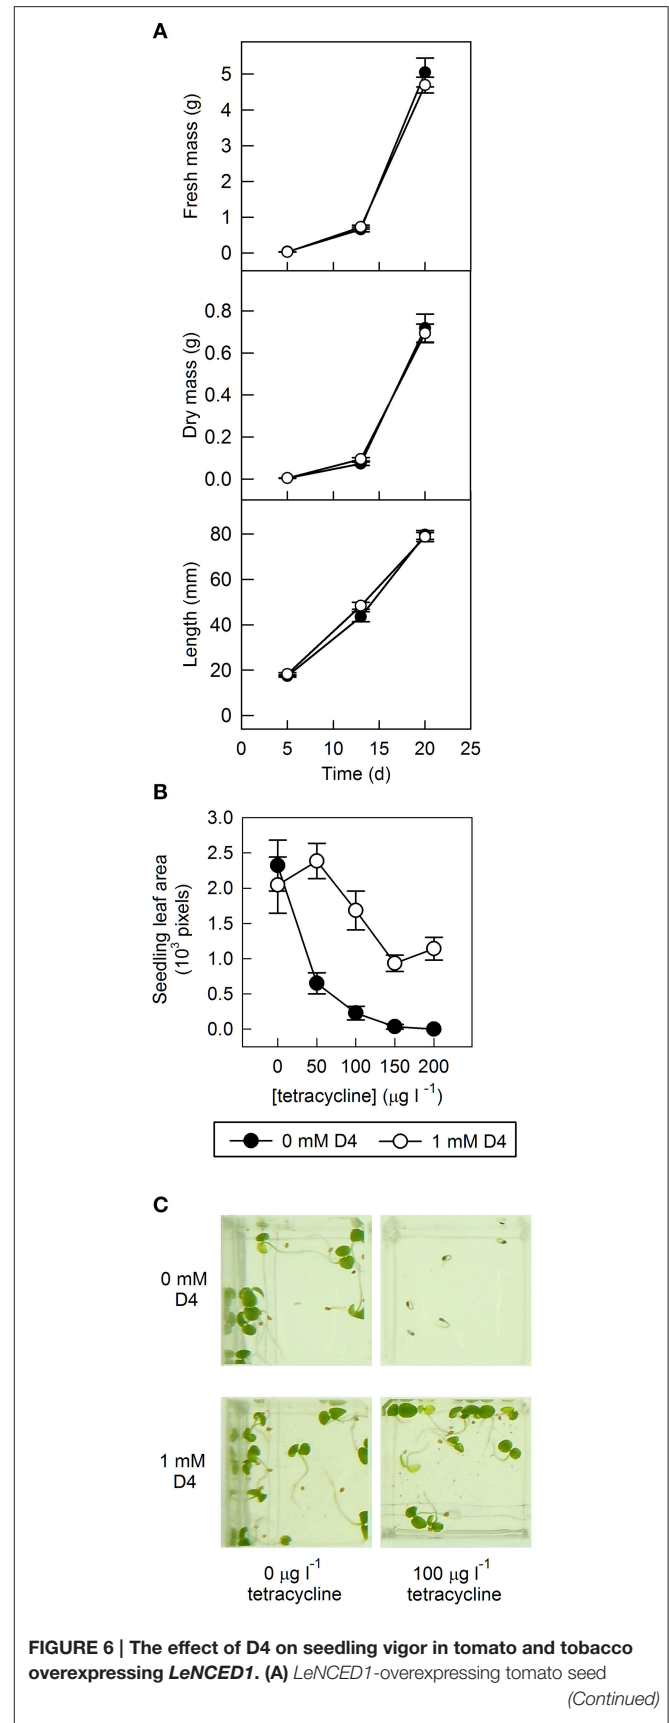 A
5
4
3
2
1
0
Fresh mass (g)
0.8
0.6
0.4
0.2
0.0
Dry mass (g)
80
60
40
20
0
Length (mm)
0 5 10 15 20 25
Time (d)
B
3.0
2.5
2.0
1.5
1.0
0.5
0.0
Seedling leaf area
(10³ pixels)
0 50 100 150 200
[tetracycline] (μg l⁻¹)
0 mM D4 1 mM D4
C
0 mM
D4
1 mM
D4
0 μg l⁻¹
tetracycline
100 μg l⁻¹
tetracycline
FIGURE 6 | The effect of D4 on seedling vigor in tomato and tobacco
overexpressing LeNCED1. (A) LeNCED1-overexpressing tomato seed
(Continued)